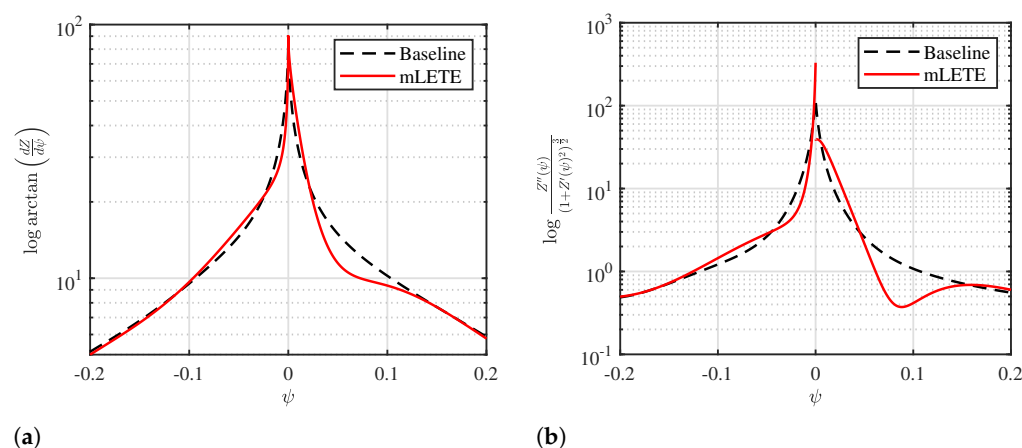 10^2
10^1
log arctan (dZ/dψ)
Baseline
mLETE
-0.2 -0.1 0 0.1 0.2
ψ
(a)
10^3
10^2
10^1
10^0
10^-1
log Z''(ψ)/(1+Z'(ψ)^2)^3/2
Baseline
mLETE
-0.2 -0.1 0 0.1 0.2
ψ
(b)